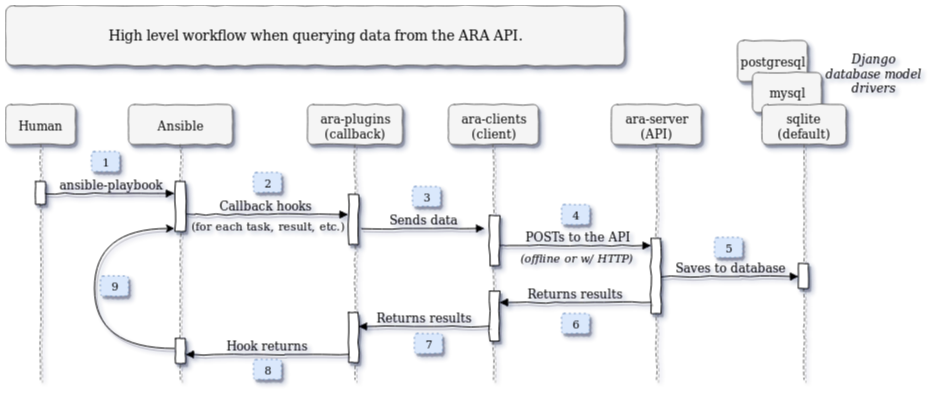 High level workflow when querying data from the ARA API.
postgresql
mysql
Django
database model
drivers
Human
Ansible
ara-plugins
(callback)
ara-clients
(client)
ara-server
(API)
sqlite
(default)
1
ansible-playbook
2
Callback hooks
(for each task, result, etc.)
3
Sends data
4
POSTs to the API
(offline or w/ HTTP)
5
Saves to database
Returns results
6
Returns results
7
Hook returns
8
9